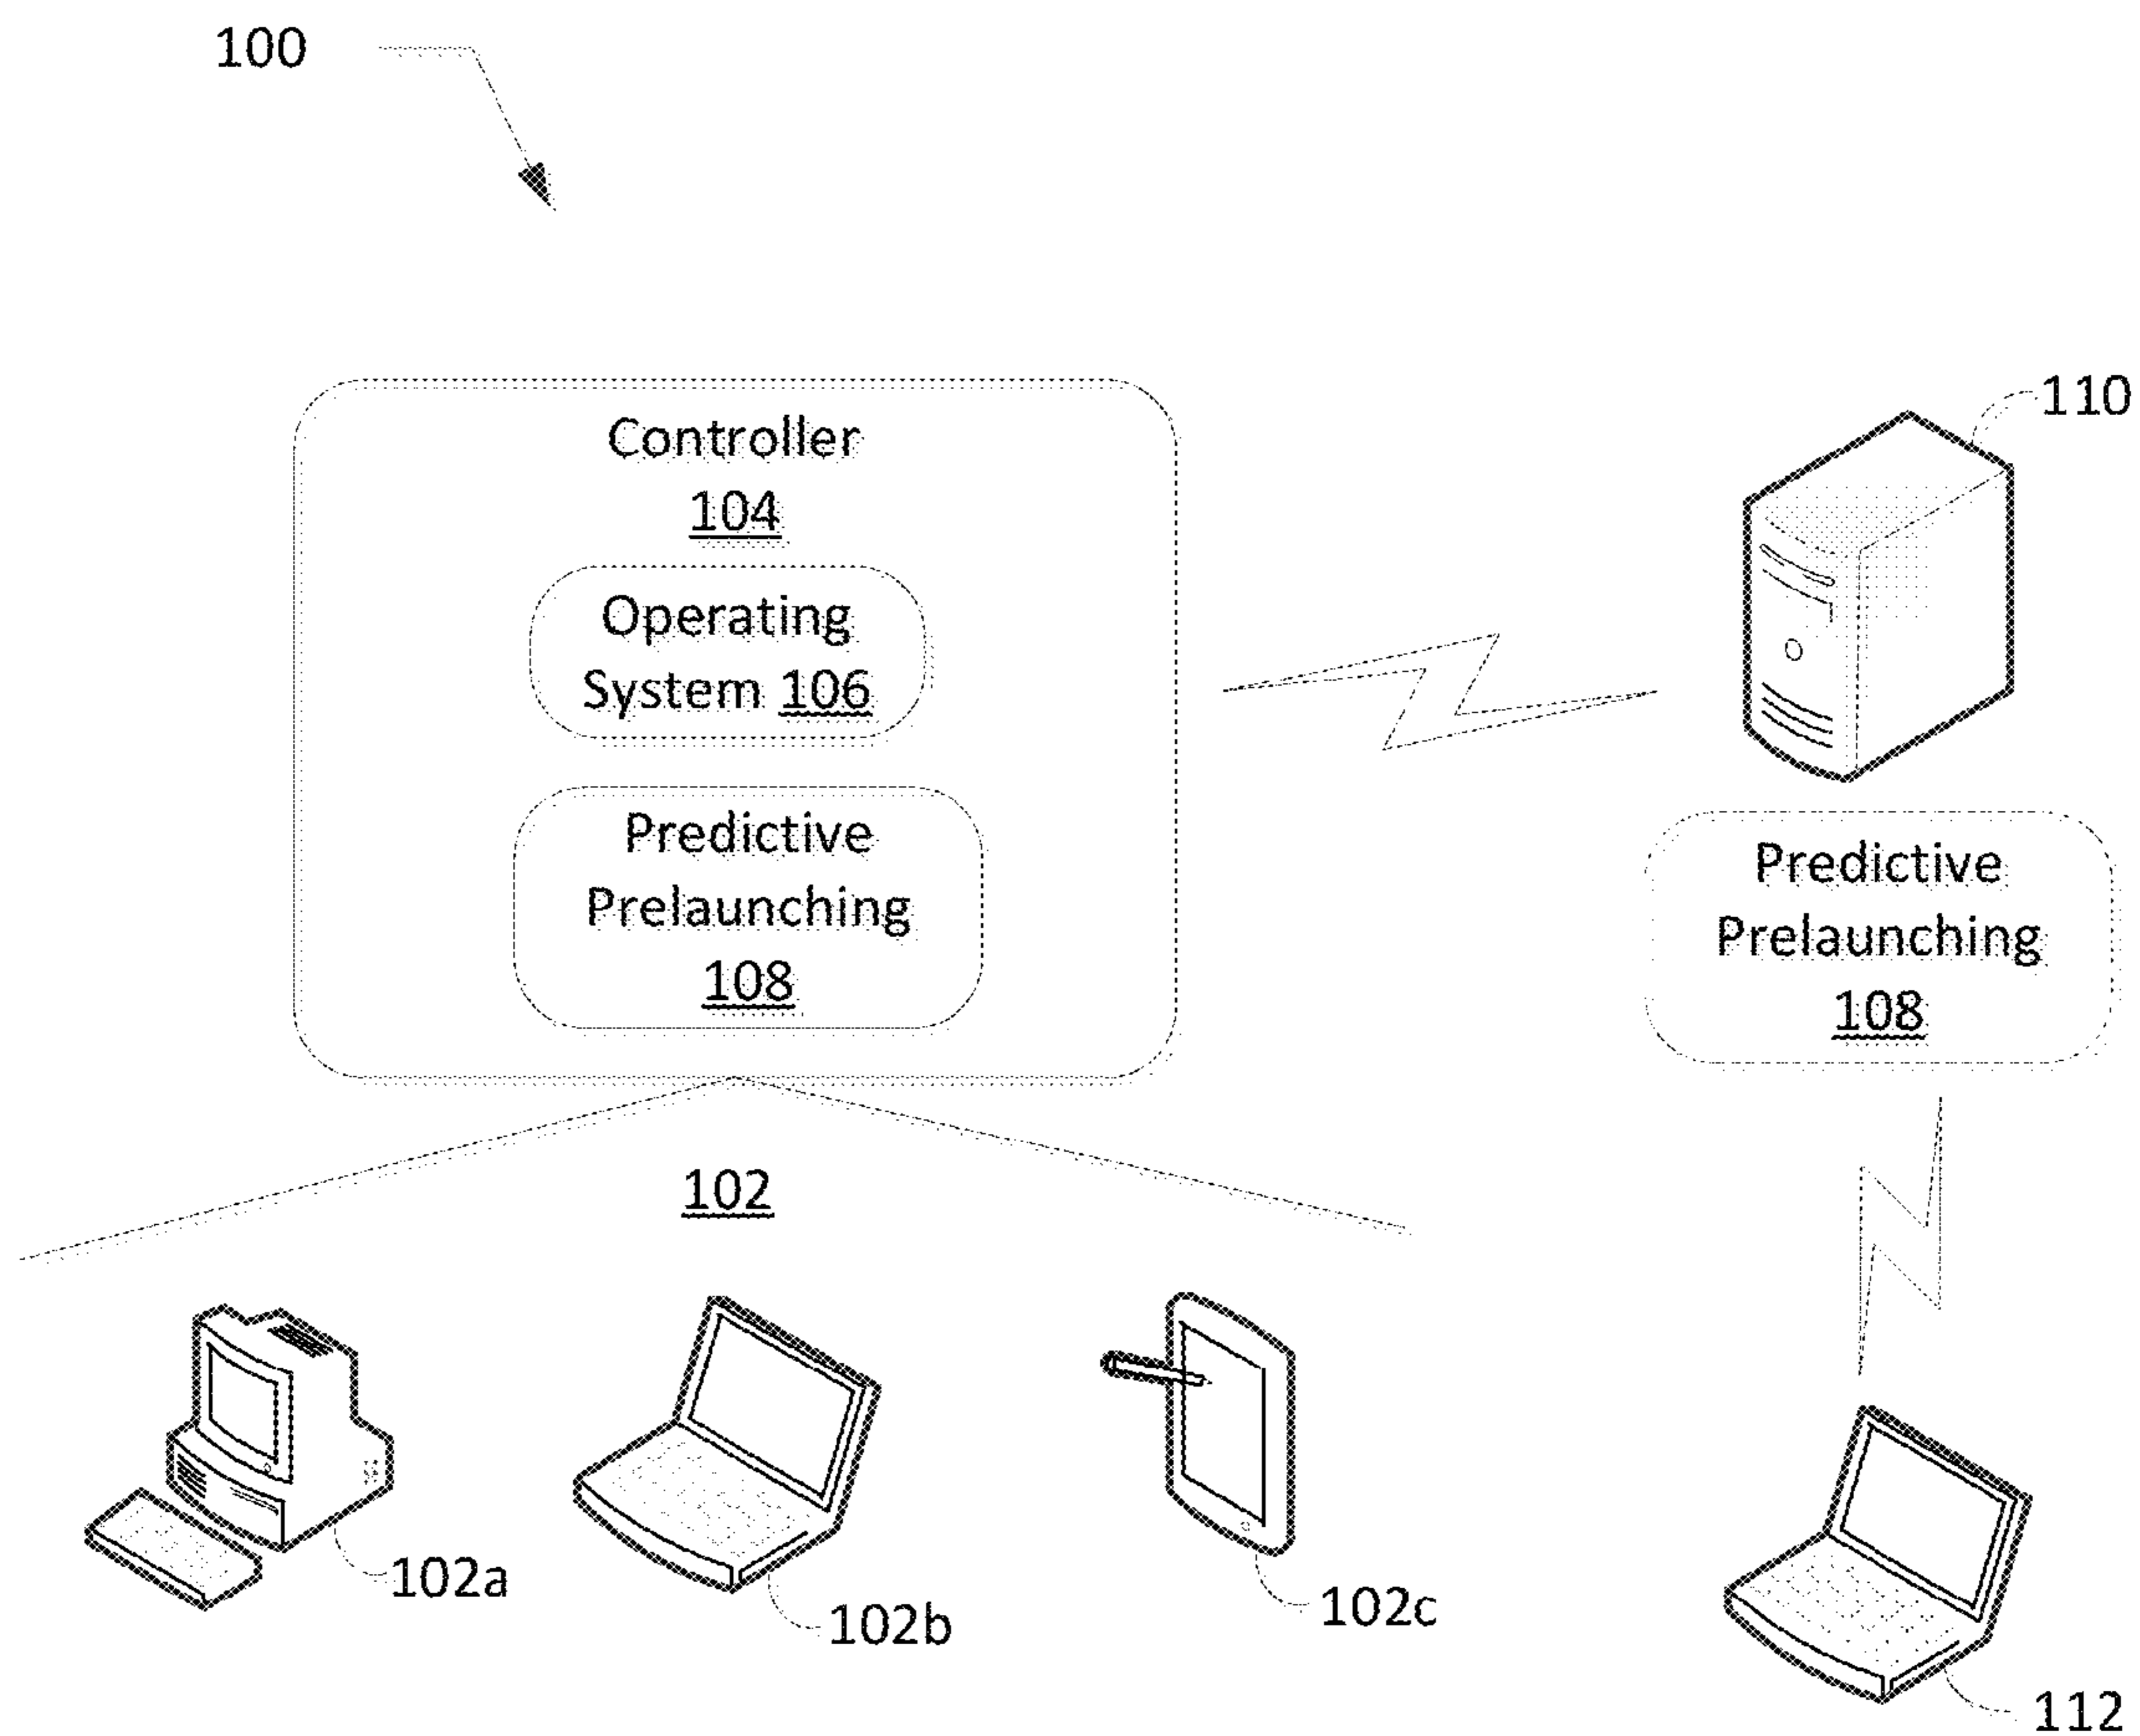 100
110
Controller
104
Operating
System 106
Predictive
Prelaunching
108
Predictive
Prelaunching
108
102
102a
102b
102c
112